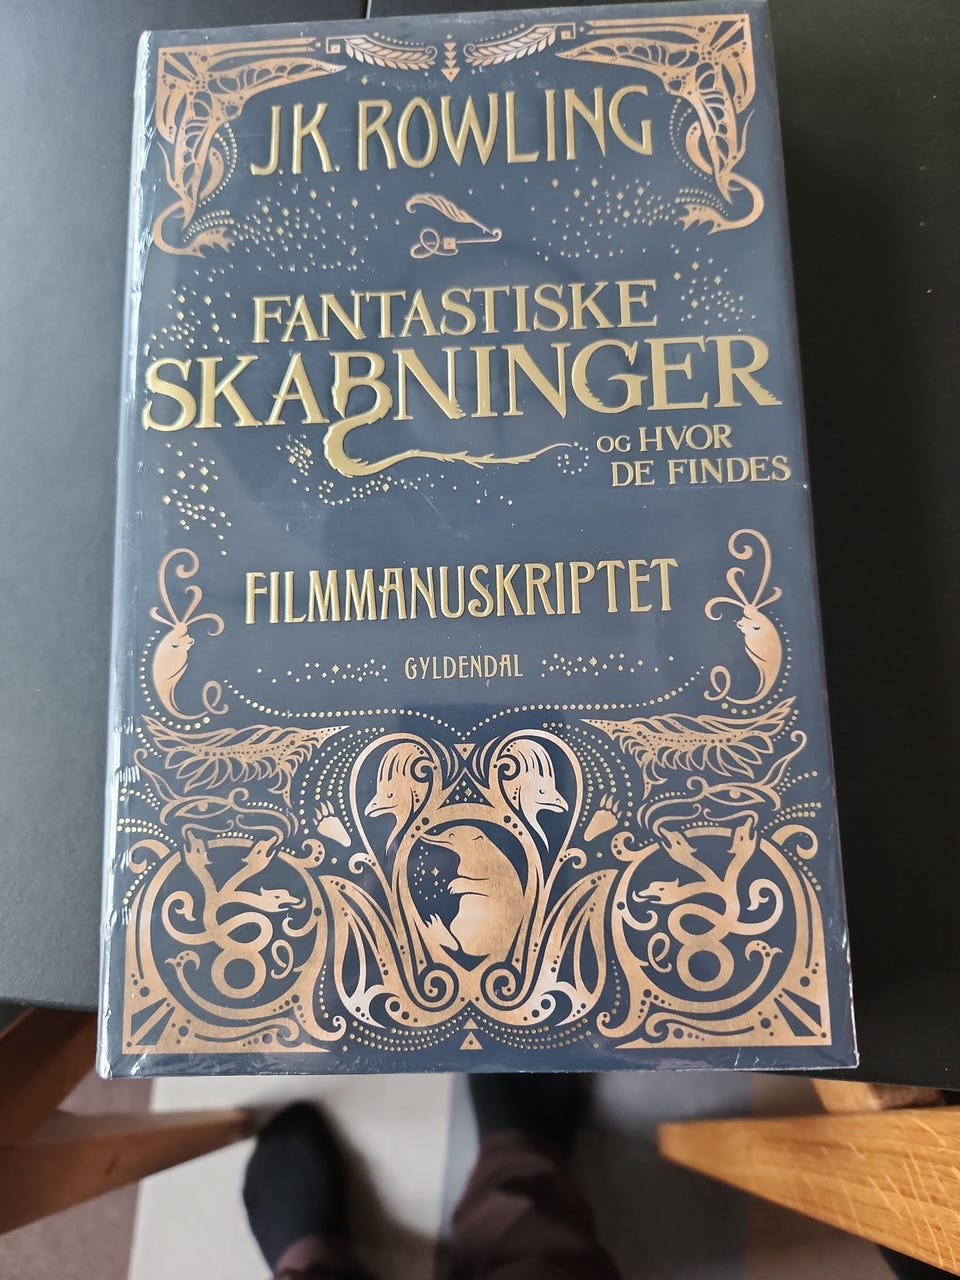 J.K. ROWLING
FANTASTISKE
SKABNINGER
OG HVOR
DE FINDES
FILMMANUSKRIPTET
GYLDENDAL